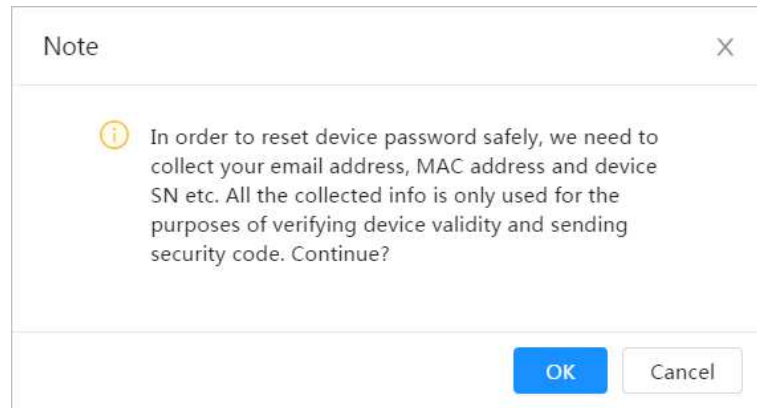 Note
In order to reset device password safely, we need to
collect your email address, MAC address and device
SN etc. All the collected info is only used for the
purposes of verifying device validity and sending
security code. Continue?
OK
Cancel